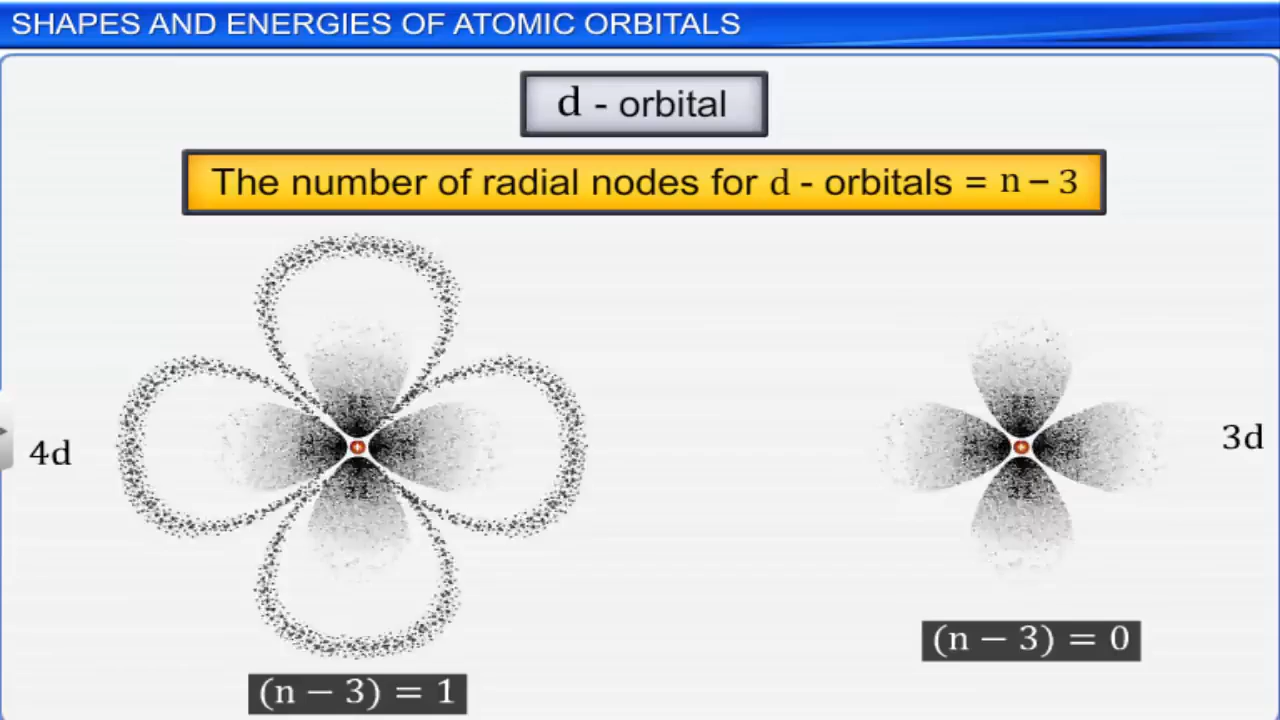 SHAPES AND ENERGIES OF ATOMIC ORBITALS
d - orbital
The number of radial nodes for d - orbitals = n − 3
4d
3d
(n − 3) = 0
(n − 3) = 1